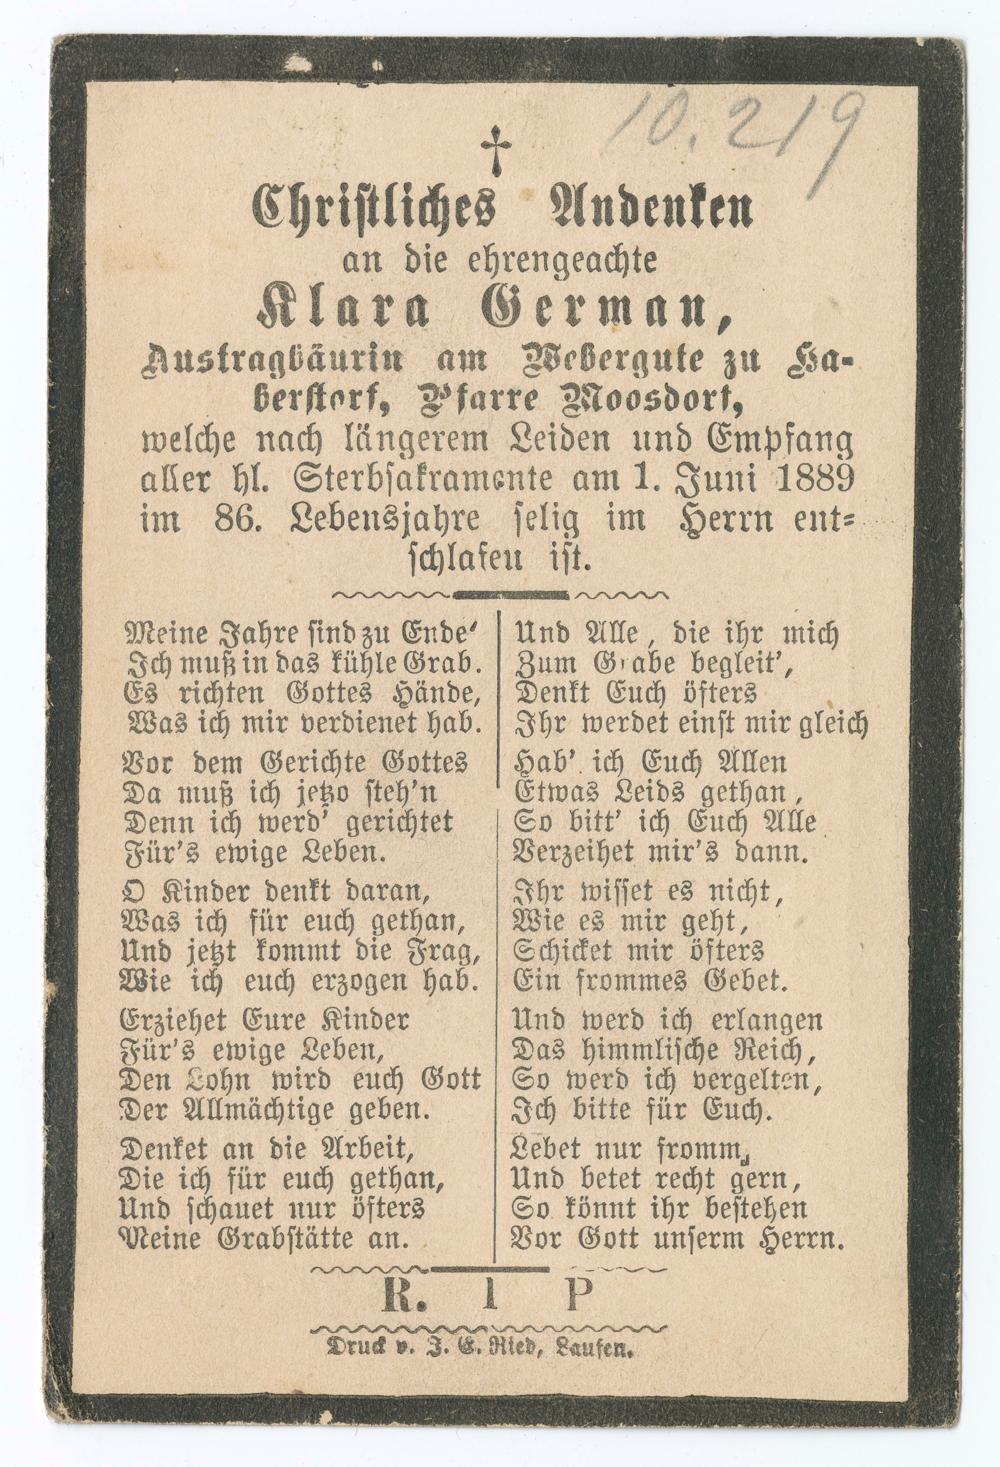 10.219
†
Christliches Andenken
an die ehrengeachte
Klara German,
Austragbäurin am Webergute zu Ha-
berstorf, Pfarre Moosdorf,
welche nach längerem Leiden und Empfang
aller hl. Sterbsakramente am 1. Juni 1889
im 86. Lebensjahre selig im Herrn ent-
schlafen ist.
Meine Jahre sind zu Ende'
Ich muß in das kühle Grab.
Es richten Gottes Hände,
Was ich mir verdienet hab.
Vor dem Gerichte Gottes
Da muß ich jetzo steh'n
Denn ich werd' gerichtet
Für's ewige Leben.
O Kinder denkt daran,
Was ich für euch gethan,
Und jetzt kommt die Frag,
Wie ich euch erzogen hab.
Erziehet Eure Kinder
Für's ewige Leben,
Den Lohn wird euch Gott
Der Allmächtige geben.
Denket an die Arbeit,
Die ich für euch gethan,
Und schauet nur öfters
Meine Grabstätte an.
Und Alle, die ihr mich
Zum Grabe begleit',
Denkt Euch öfters
Ihr werdet einst mir gleich
Hab' ich Euch Allen
Etwas Leids gethan,
So bitt' ich Euch Alle
Verzeihet mir's dann.
Ihr wisset es nicht,
Wie es mir geht,
Schicket mir öfters
Ein frommes Gebet.
Und werd ich erlangen
Das himmlische Reich,
So werd ich vergelten,
Ich bitte für Euch.
Lebet nur fromm,
Und betet recht gern,
So könnt ihr bestehen
Vor Gott unserm Herrn.
R. I P
Druck v. J. E. Ried, Laufen.